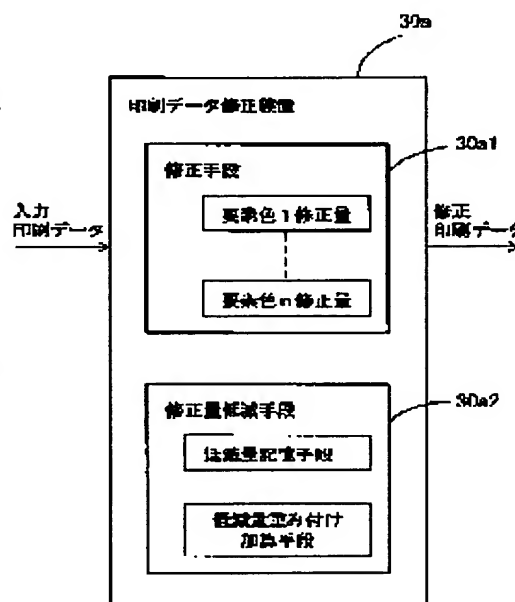 30a
印刷データ修正装置
30a1
修正手段
入力
印刷データ
要素色1修正量
修正
印刷データ
要素色n修正量
30a2
修正量低減手段
低減量記憶手段
低減量重み付け
加算手段